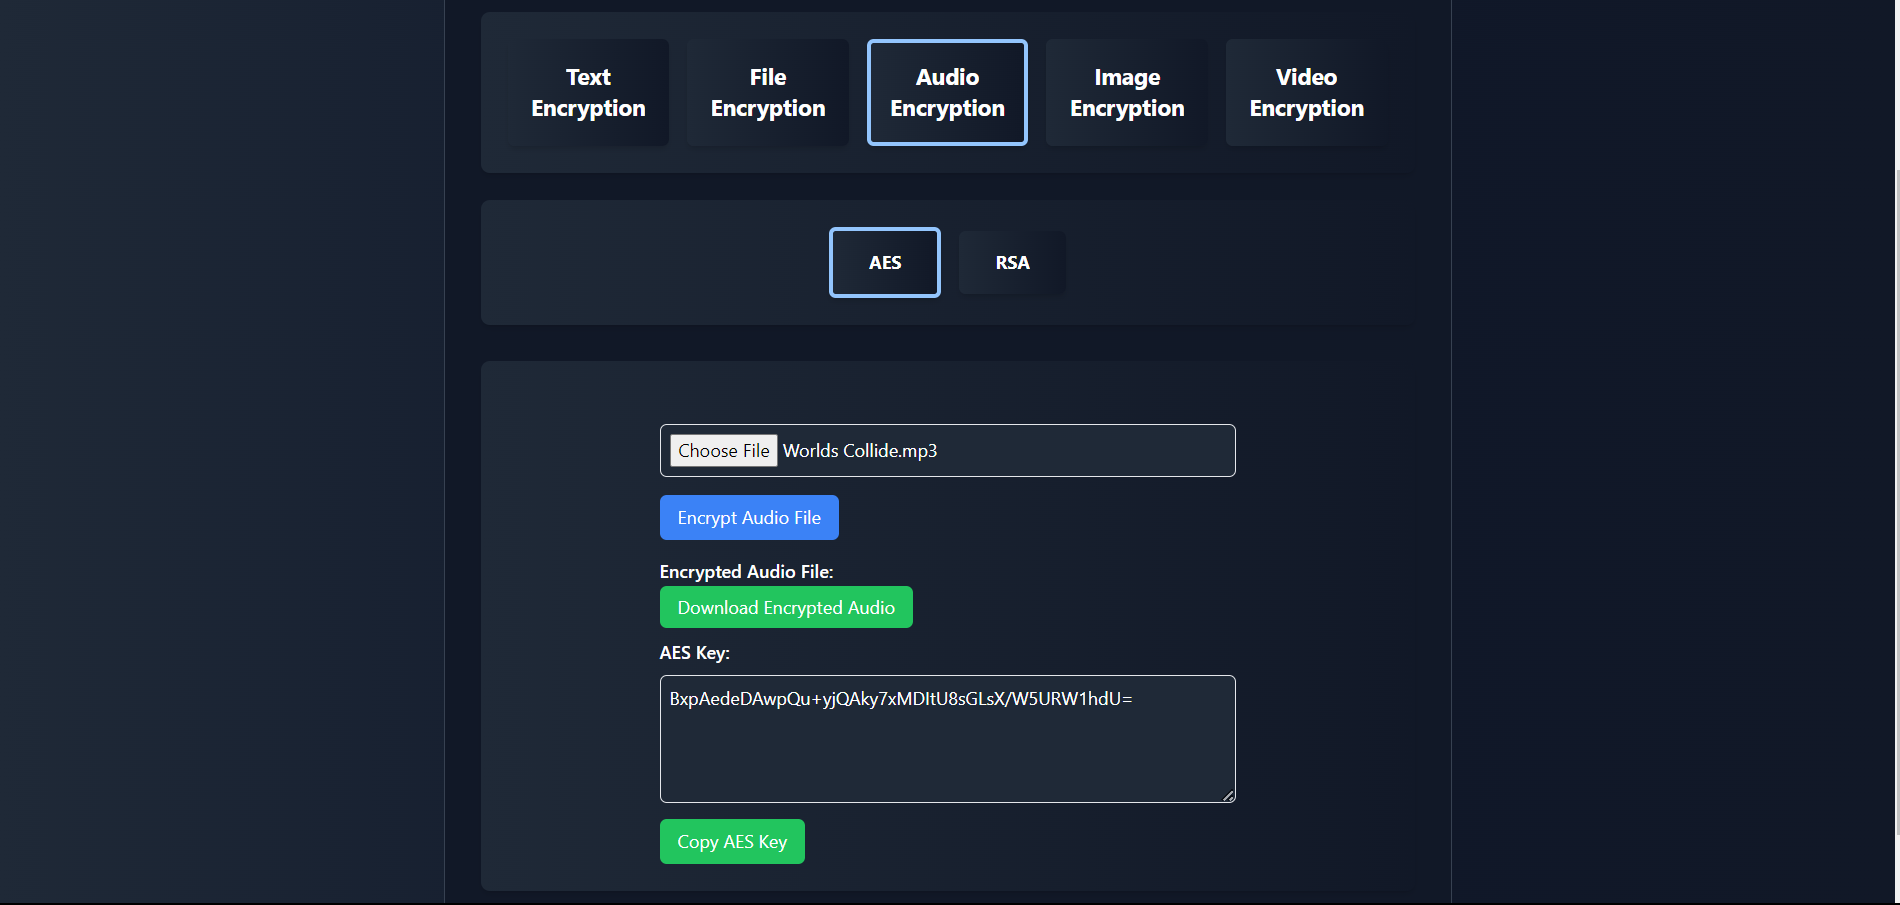 Text Encryption
File Encryption
Audio Encryption
Image Encryption
Video Encryption
AES
RSA
Choose File Worlds Collide.mp3
Encrypt Audio File
Encrypted Audio File:
Download Encrypted Audio
AES Key:
BxpAedeDAwpQu+yjQAky7xMDItU8sGLsX/W5URW1hdU=
Copy AES Key